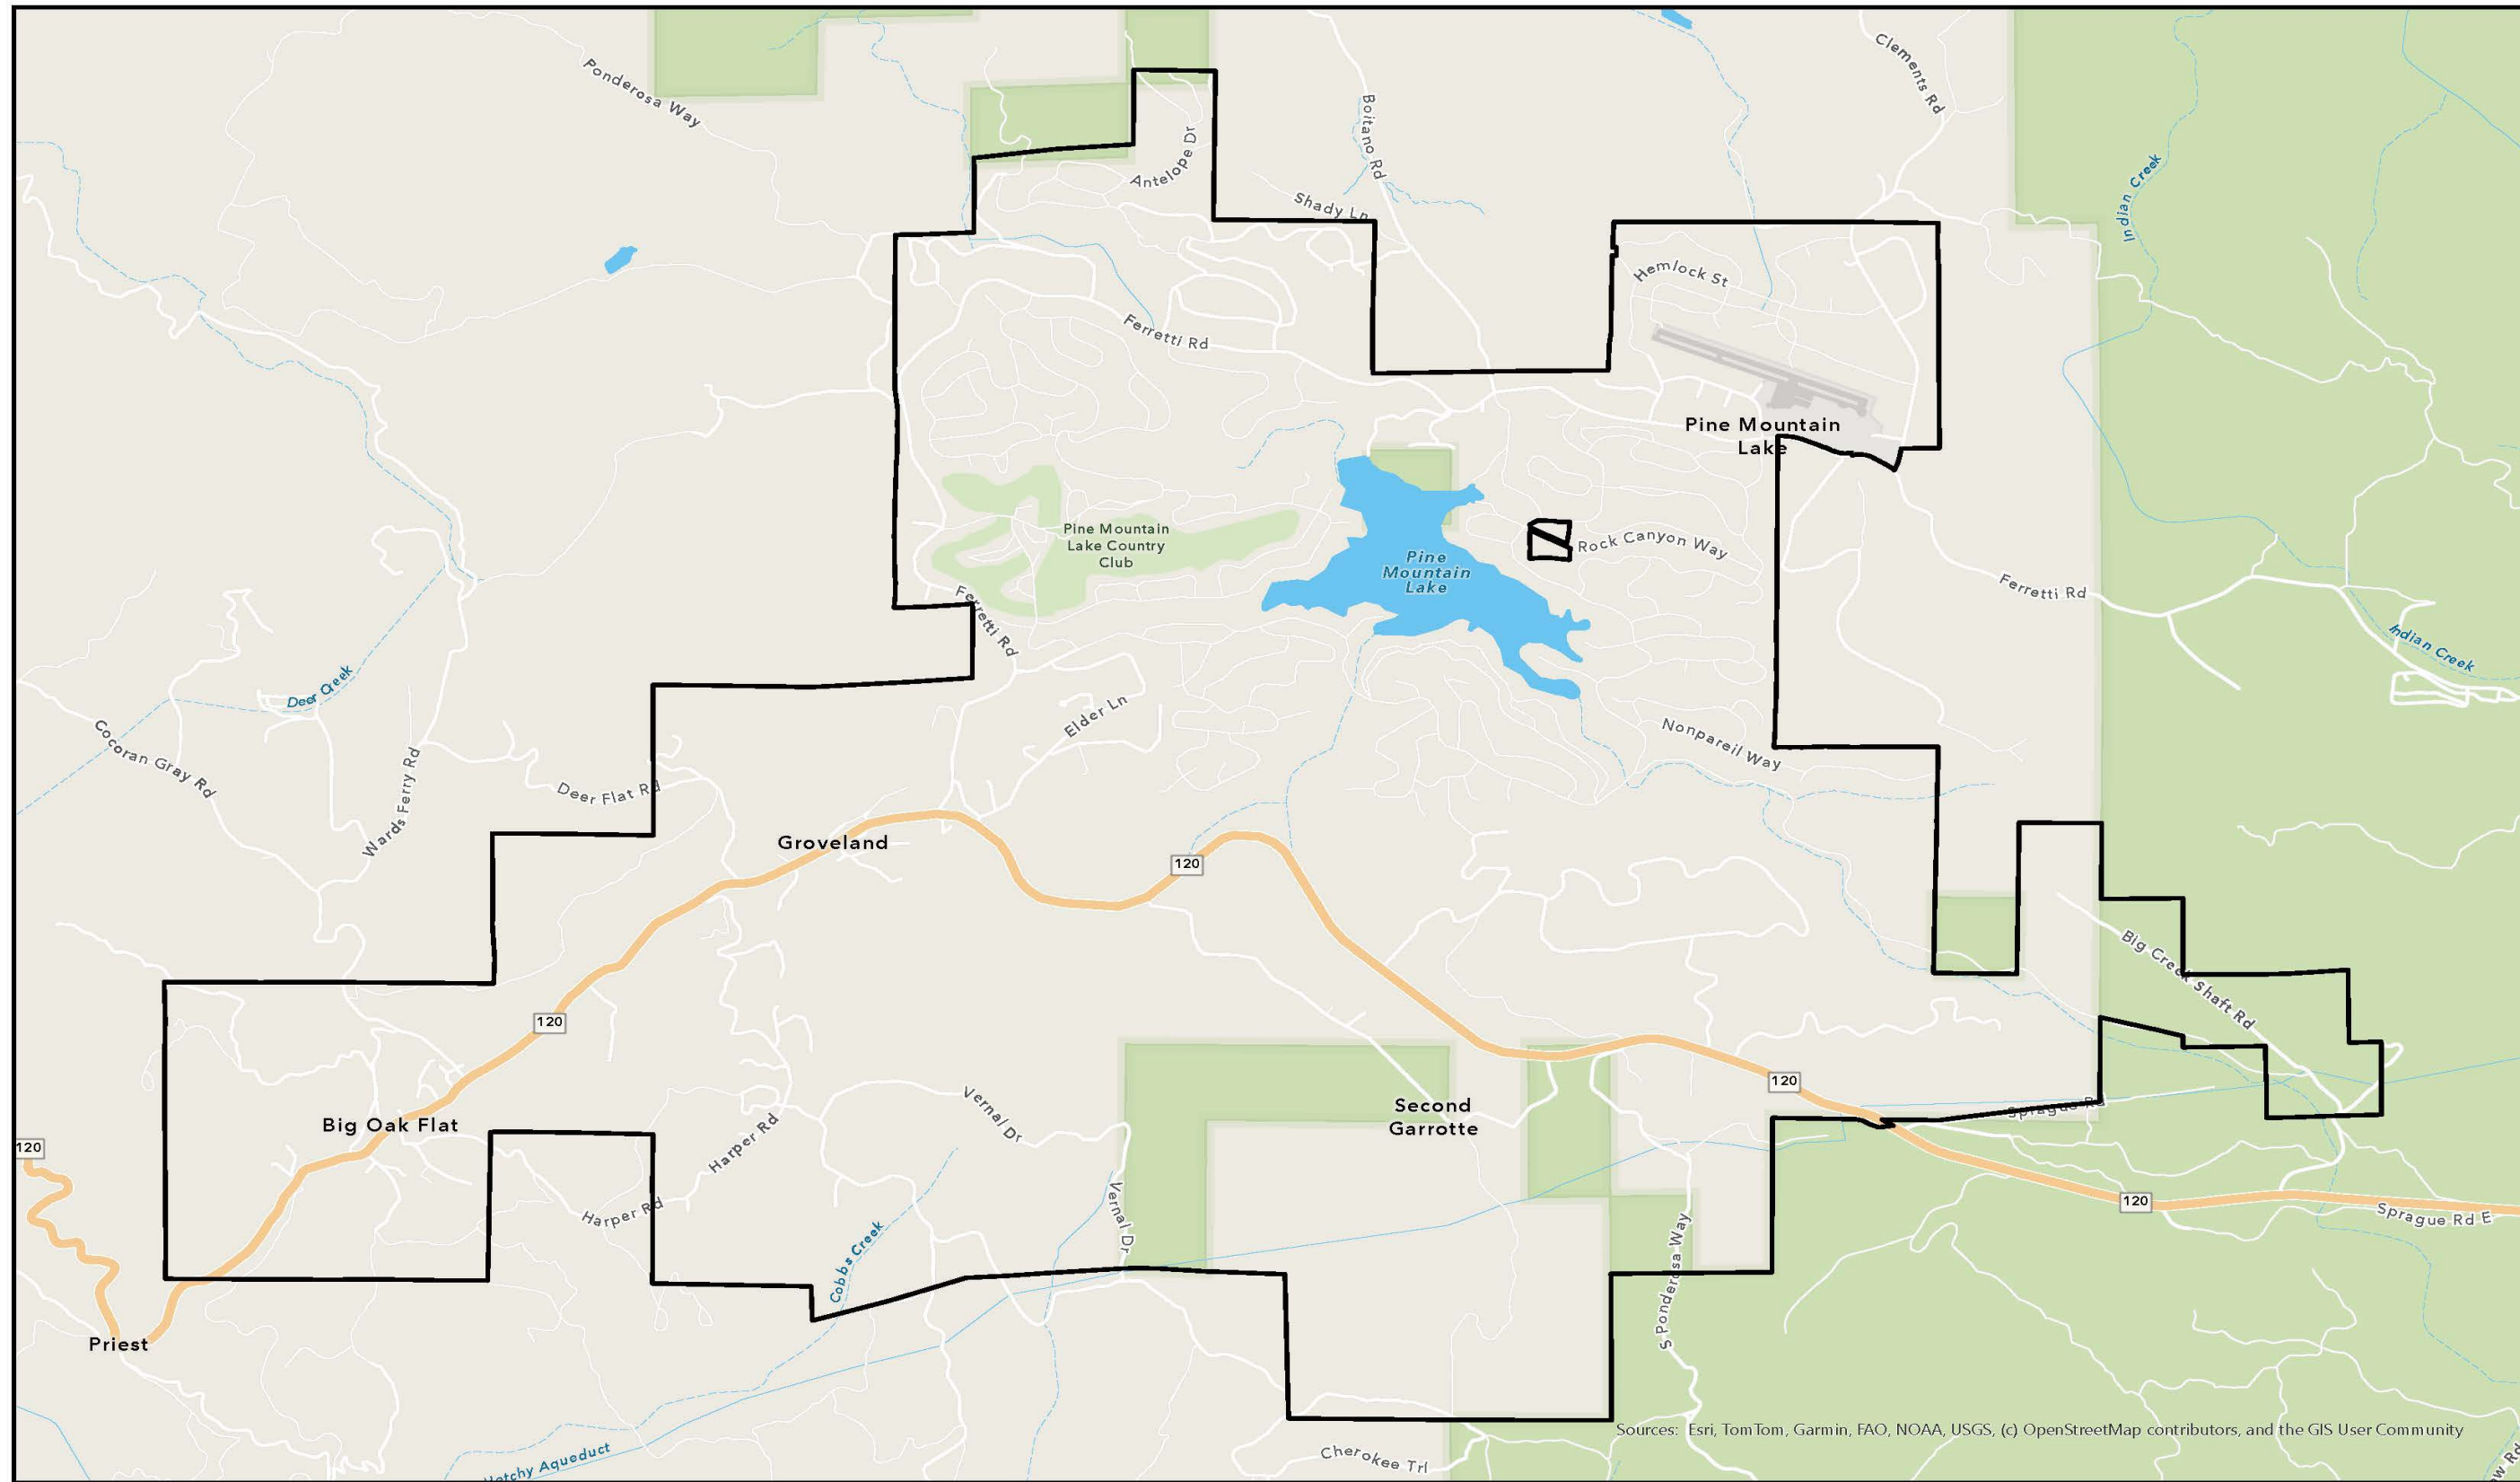 Clements Rd
Ponderosa Way
Boitano Rd
Antelope Dr
Indian Creek
Shady Ln
Hemlock St
Ferretti Rd
Pine Mountain
Lake
Pine Mountain
Lake Country
Club
Rock Canyon Way
Pine
Mountain
Lake
Ferretti Rd
Ferretti Rd
Indian Creek
Deer Creek
Elder Ln
Cocoran Gray Rd
Nonpareil Way
Wards Ferry Rd
Deer Flat Rd
Groveland
120
Big Creek Shaft Rd
120
120
Vernal Dr
Second
Garrotte
Sprague Rd
Big Oak Flat
Harper Rd
120
120
Harper Rd
Vernal Dr
Sprague Rd E
Cobbs Creek
S Ponderosa Way
Priest
Sources: Esri, TomTom, Garmin, FAO, NOAA, USGS, (c) OpenStreetMap contributors, and the GIS User Community
Cherokee Trl
Aqueduct